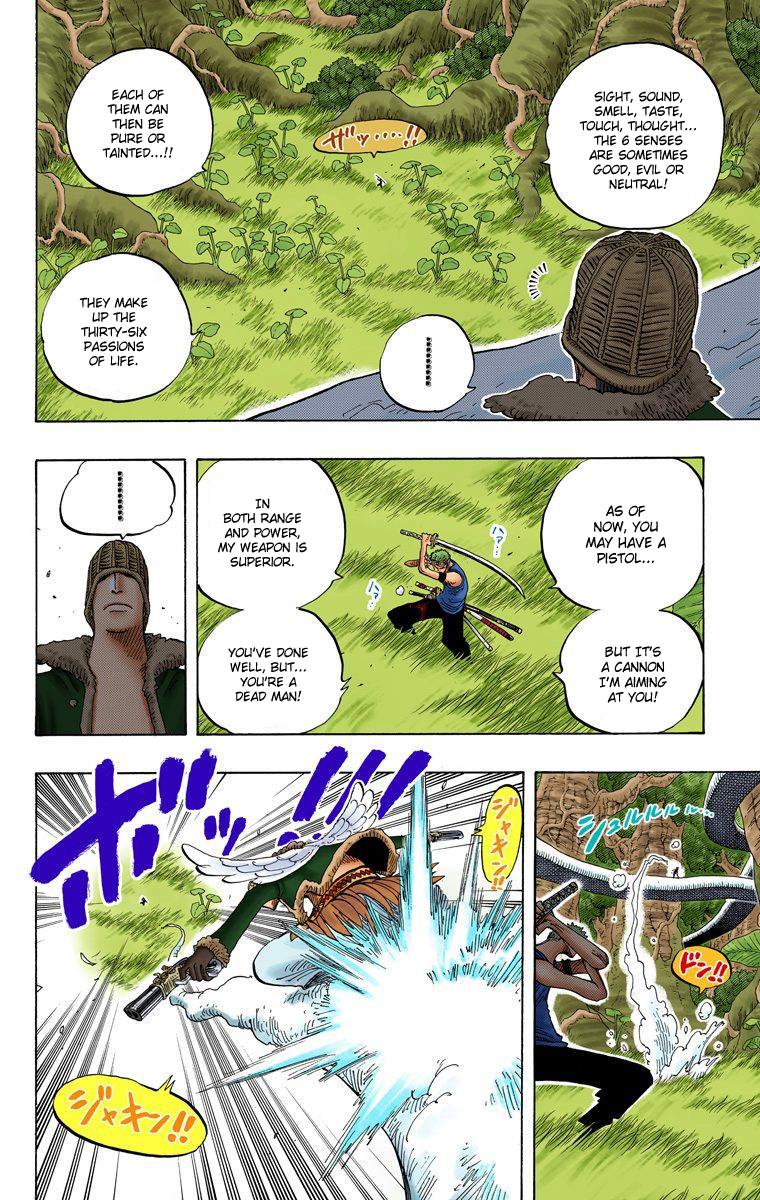 SIGHT, SOUND,
SMELL, TASTE,
TOUCH, THOUGHT...
THE 6 SENSES
ARE SOMETIMES
GOOD, EVIL OR
NEUTRAL!
ザッ・・・・!!
EACH OF
THEM CAN
THEN BE
PURE OR
TAINTED...!!
THEY MAKE
UP THE
THIRTY-SIX
PASSIONS
OF LIFE.
.........
AS OF
NOW, YOU
MAY HAVE A
PISTOL...
BUT IT'S
A CANNON
I'M AIMING
AT YOU!
ハァ…
ハァ…
IN
BOTH RANGE
AND POWER,
MY WEAPON IS
SUPERIOR.
YOU'VE DONE
WELL, BUT...
YOU'RE A
DEAD MAN!
.........
シュルルルル…
ドン!!
ジャキン!!
ボッ!!!
ジャキン!!